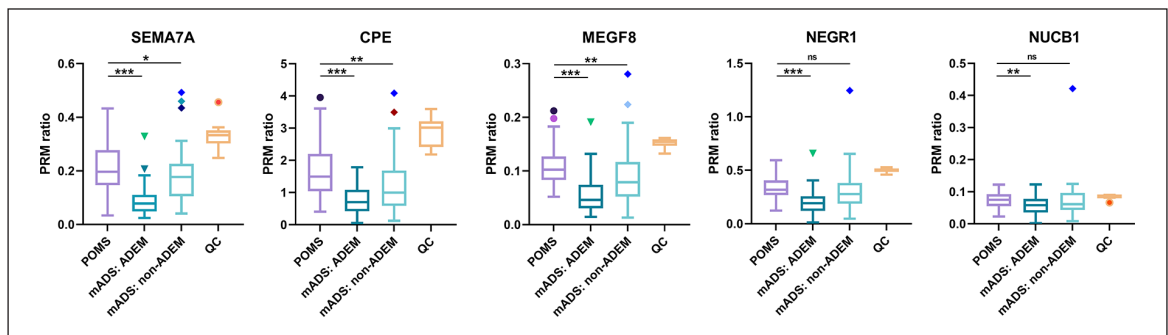 SEMA7A
*
***
PRM ratio
0.6
0.4
0.2
0.0
POMS
mADS: ADEM
mADS: non-ADEM
QC
CPE
**
***
PRM ratio
5
4
3
2
1
0
POMS
mADS: ADEM
mADS: non-ADEM
QC
MEGF8
**
***
PRM ratio
0.3
0.2
0.1
0.0
POMS
mADS: ADEM
mADS: non-ADEM
QC
NEGR1
ns
***
PRM ratio
1.5
1.0
0.5
0.0
POMS
mADS: ADEM
mADS: non-ADEM
QC
NUCB1
ns
**
PRM ratio
0.5
0.4
0.3
0.2
0.1
0.0
POMS
mADS: ADEM
mADS: non-ADEM
QC